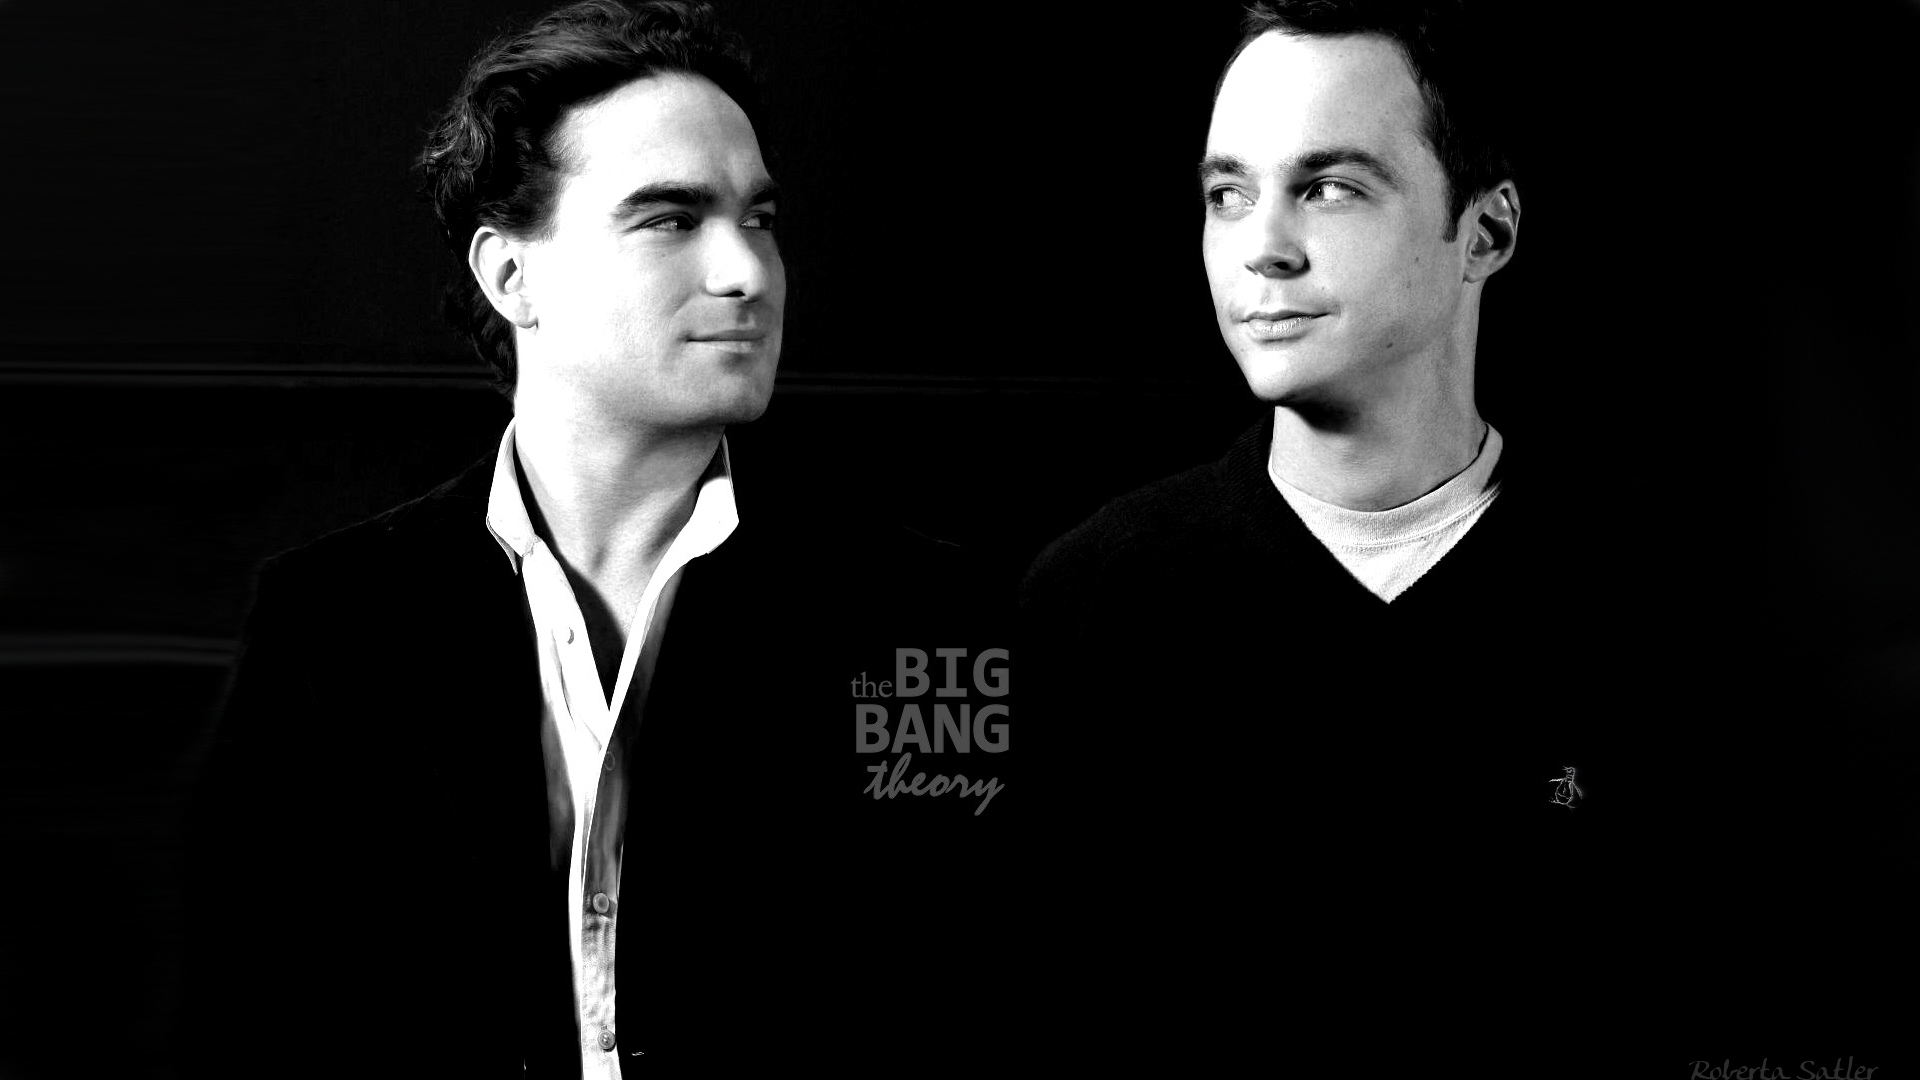 the BIG
BANG
theory
Roberta Satler